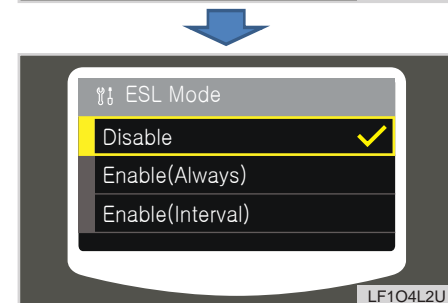 ESL Mode
Disable
Enable(Always)
Enable(Interval)
LF1O4L2U